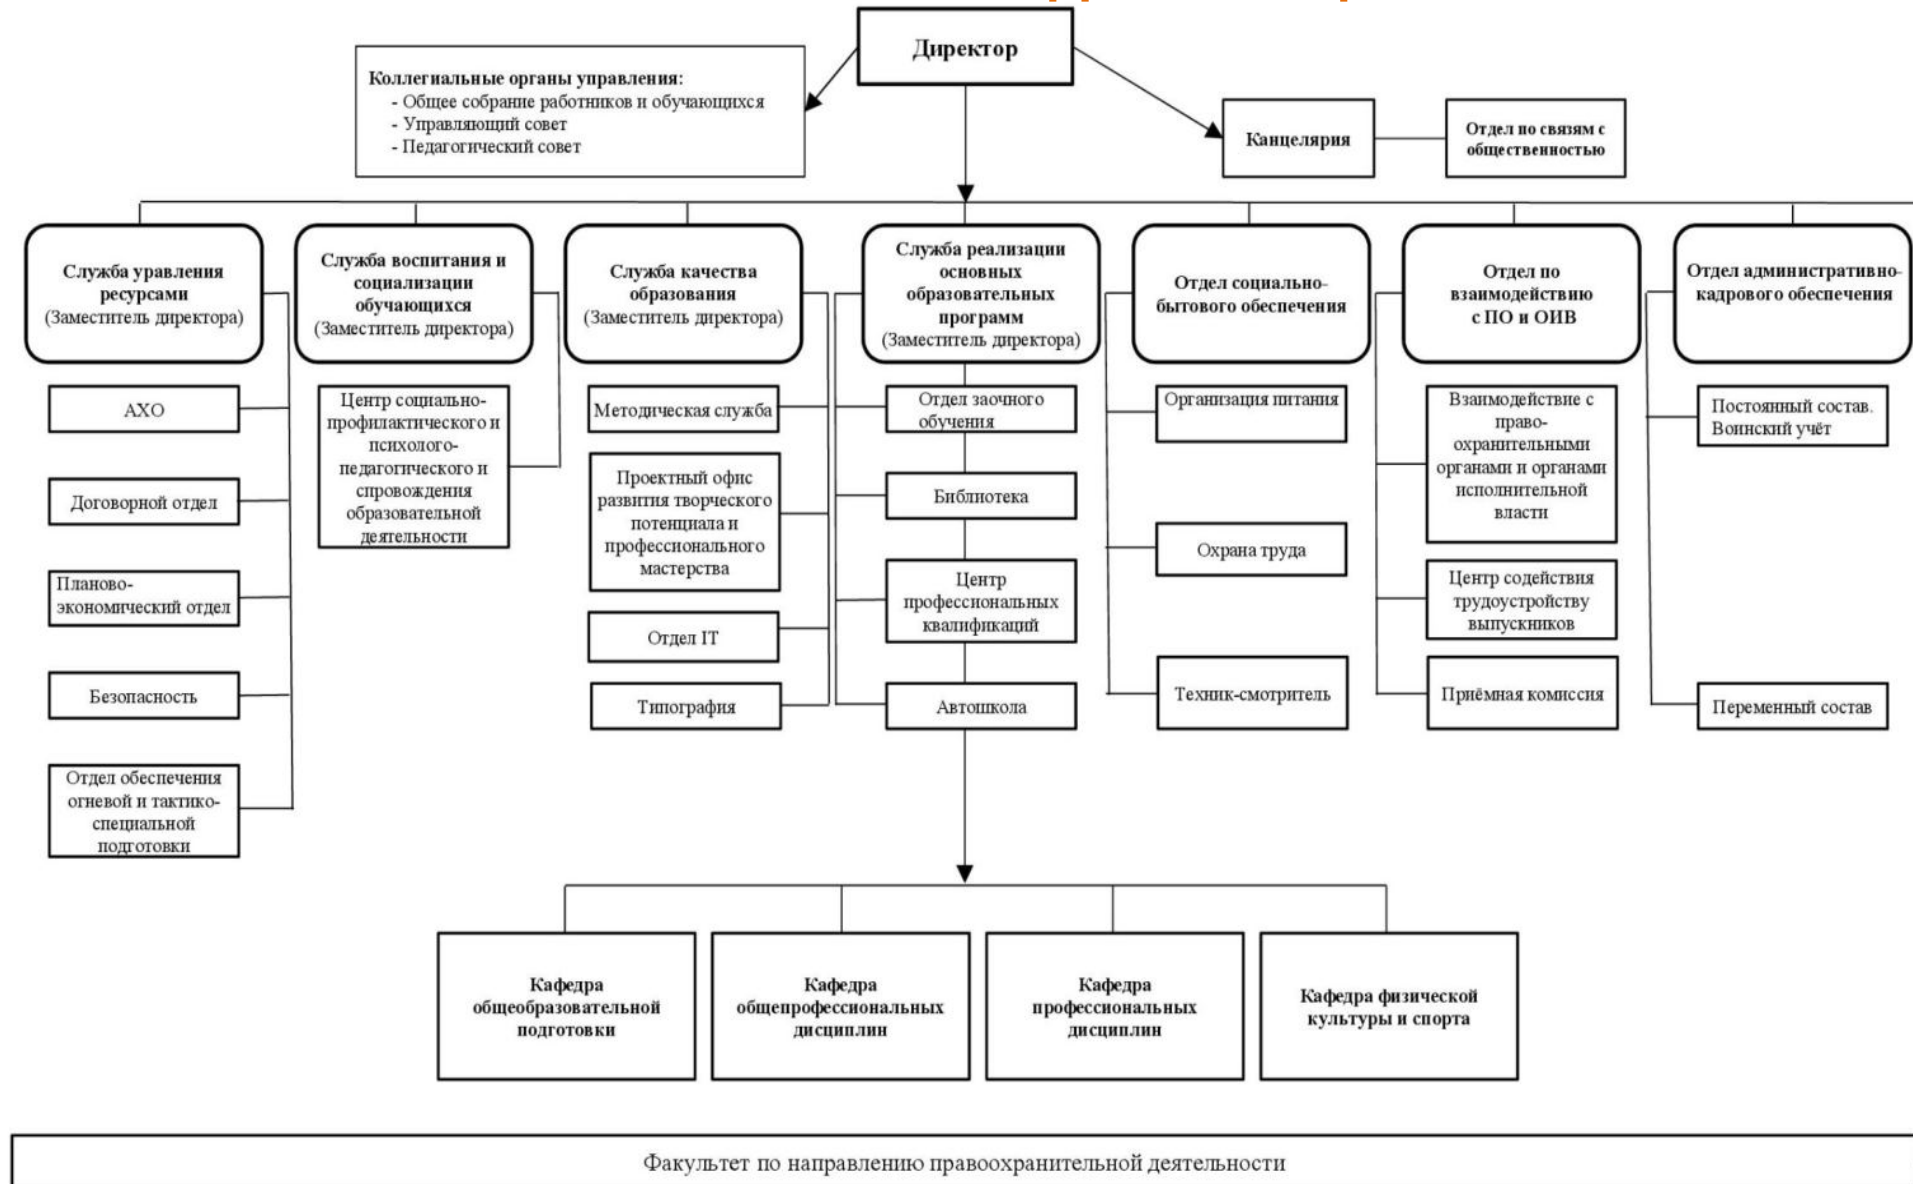 Директор
Коллегиальные органы управления:
- Общее собрание работников и обучающихся
- Управляющий совет
- Педагогический совет
Канцелярия
Отдел по связям с
общественностью
Служба уравления
ресурсами
(Заместитель директора)
Служба воспитания и
социализации
обучающихся
(Заместитель директора)
Служба качества
образования
(Заместитель директора)
Служба реализации
основных
образовательных
программ
(Заместитель директора)
Отдел социально-
бытового обеспечения
Отдел по
взаимодействию
с ПО и ОИВ
Отдел административно-
кадрового обеспечения
АХО
Договорной отдел
Планово-
экономический отдел
Безопасность
Отдел обеспечения
огневой и тактико-
специальной
подготовки
Центр социально-
профилактического и
психолого-
педагогического и
спровождения
образовательной
деятельности
Методическая служба
Проектный офис
развития творческого
потенциала и
профессионального
мастерства
Отдел IT
Типография
Отдел заочного
обучения
Библиотека
Центр
профессиональных
квалификаций
Автошкола
Организация питания
Охрана труда
Техник-смотритель
Взаимодействие с
право-
охранительными
органами и органами
исполнительной
власти
Центр содействия
трудоустройству
выпускников
Приёмная комиссия
Постоянный состав.
Воинский учёт
Переменный состав
Кафедра
общеобразовательной
подготовки
Кафедра
общепрофессиональных
дисциплин
Кафедра
профессиональных
дисциплин
Кафедра физической
культуры и спорта
Факультет по направлению правоохранительной деятельности